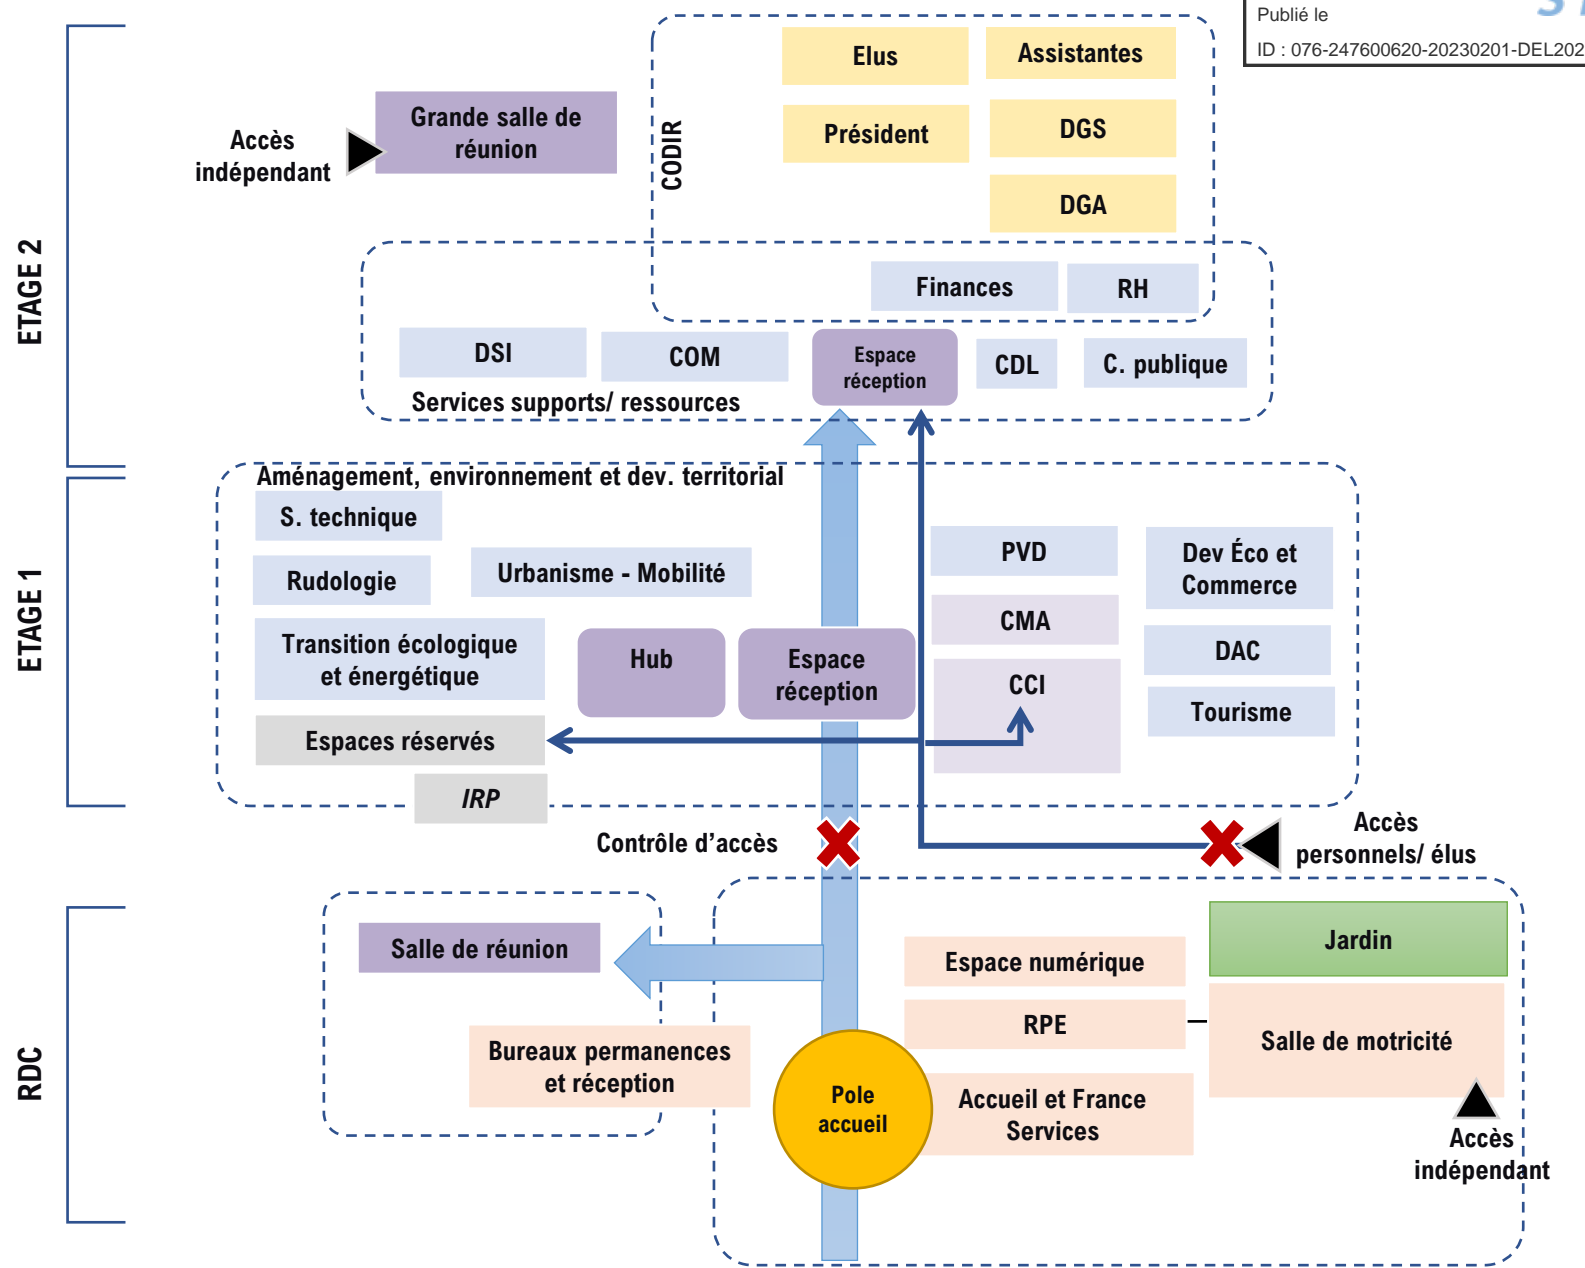 Publié le
ID : 076-247600620-20230201-DEL202
ETAGE 2
Accès
indépendant
Grande salle de
réunion
CODIR
Elus
Assistantes
Président
DGS
DGA
Finances
RH
DSI
COM
Espace
réception
CDL
C. publique
Services supports/ ressources
ETAGE 1
Aménagement, environnement et dev. territorial
S. technique
Rudologie
Urbanisme - Mobilité
PVD
Dev Éco et
Commerce
CMA
Transition écologique
et énergétique
Hub
Espace
réception
CCI
DAC
Tourisme
Espaces réservés
IRP
Contrôle d’accès
Accès
personnels/ élus
RDC
Salle de réunion
Espace numérique
Jardin
RPE
Salle de motricité
Bureaux permanences
et réception
Pole
accueil
Accueil et France
Services
Accès
indépendant